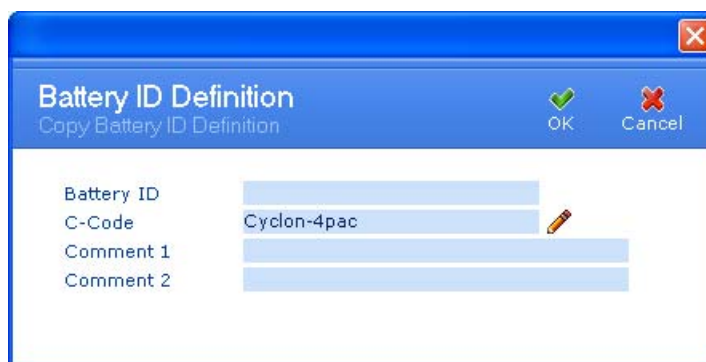 Battery ID Definition
Copy Battery ID Definition
OK
Cancel
Battery ID
C-Code Cyclon-4pac
Comment 1
Comment 2